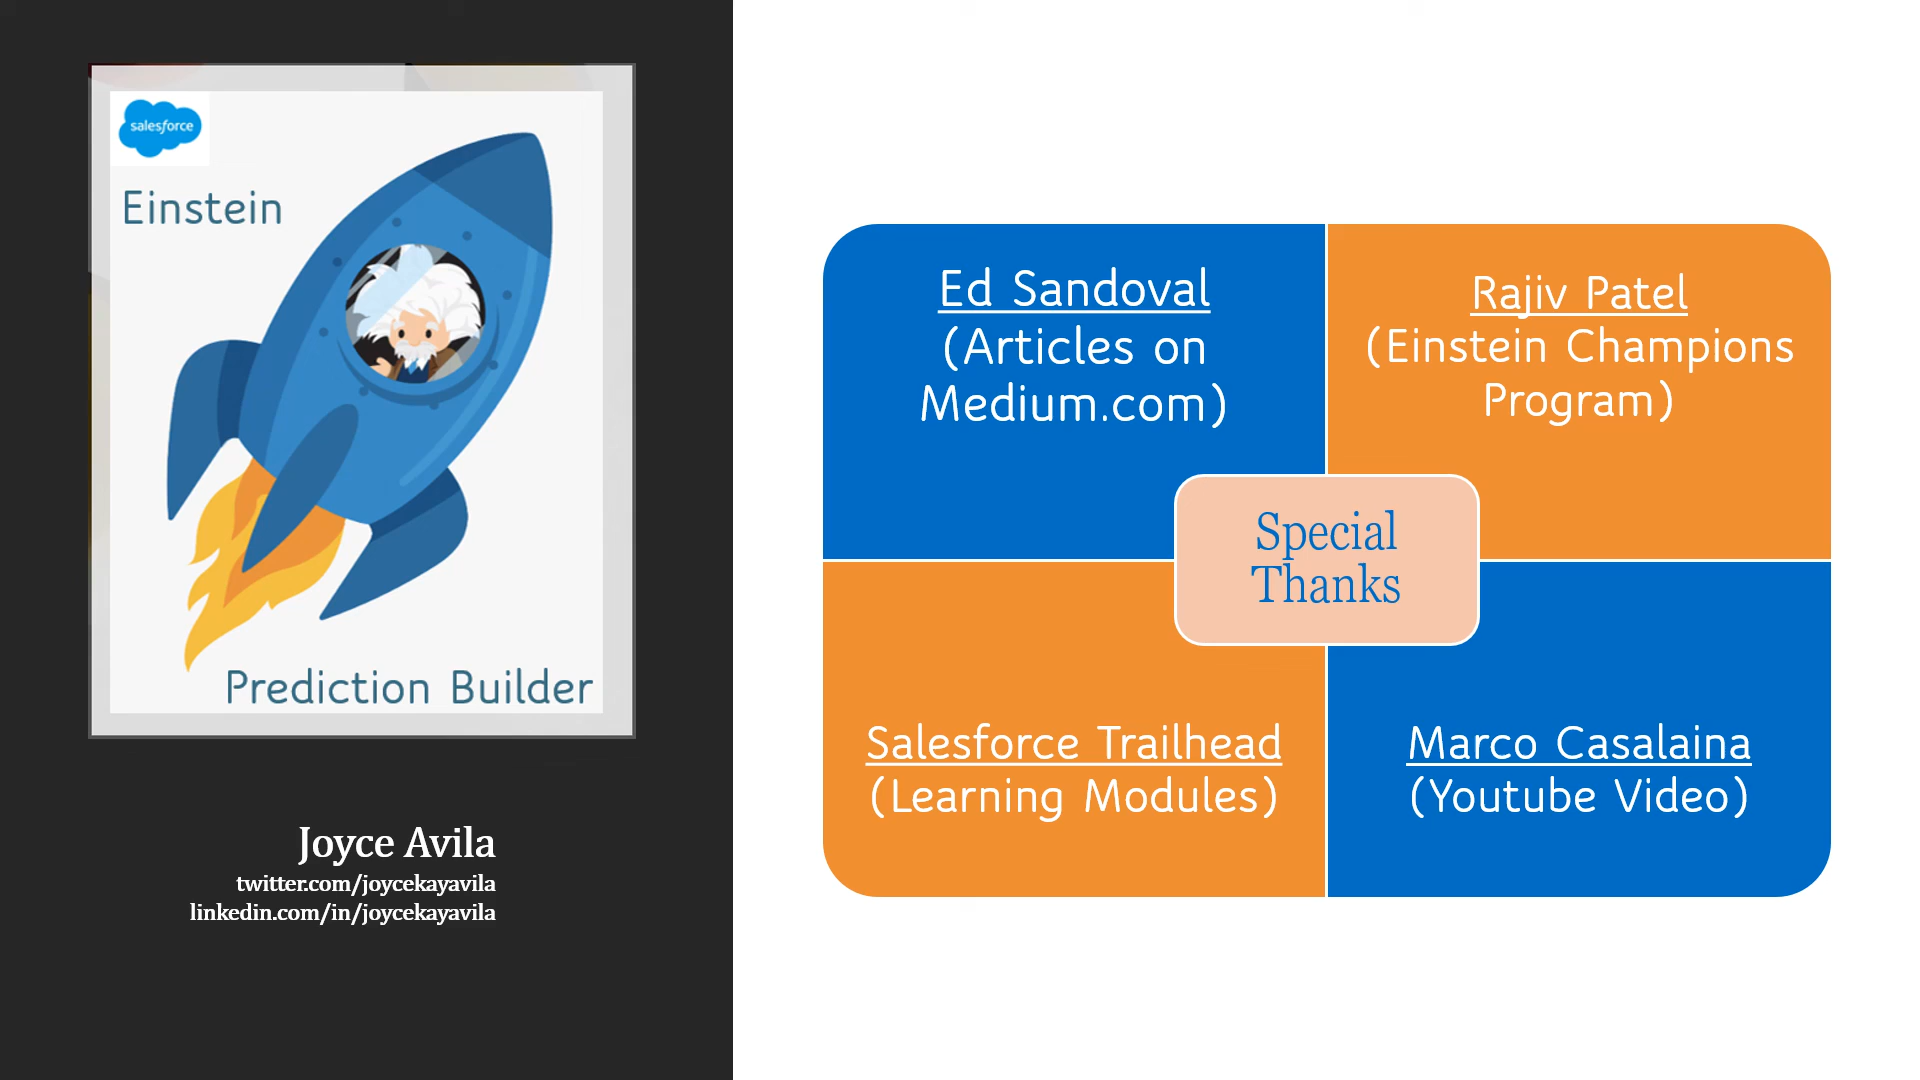 salesforce
Einstein
Prediction Builder
Joyce Avila
twitter.com/joycekayavila
linkedin.com/in/joycekayavila
Ed Sandoval
(Articles on
Medium.com)
Rajiv Patel
(Einstein Champions
Program)
Special
Thanks
Salesforce Trailhead
(Learning Modules)
Marco Casalaina
(Youtube Video)